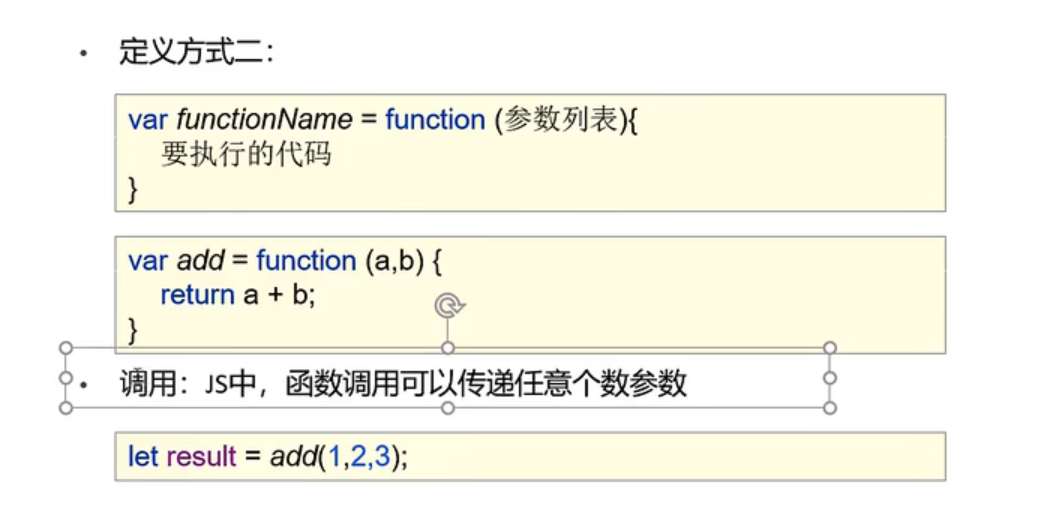 • 定义方式二：
var functionName = function (参数列表){
要执行的代码
}
var add = function (a,b) {
return a + b;
}
• 调用：JS中，函数调用可以传递任意个数参数
let result = add(1,2,3);